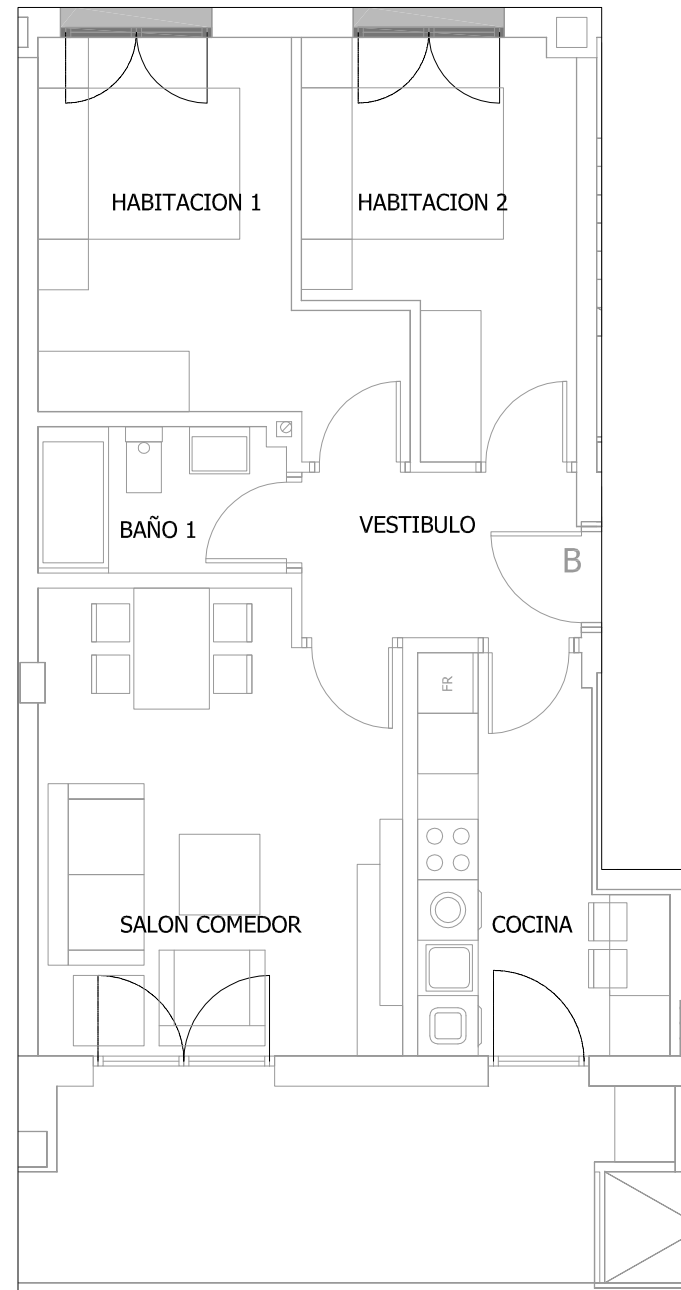 HABITACION 1
HABITACION 2
BAÑO 1
VESTIBULO
B
FR
SALON COMEDOR
COCINA